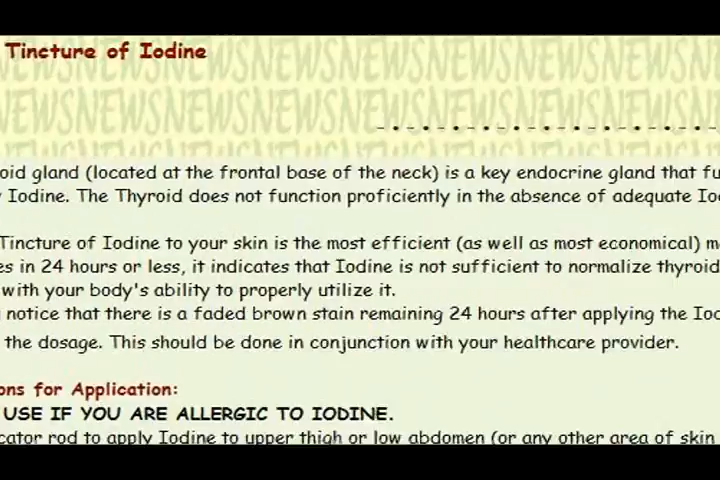 Tincture of Iodine
NEWSNEWSNEWSNEWSNEWSNEWSNEWS
NEWSNEWSNEWSNEWSNEWSNEWSNEWS
oid gland (located at the frontal base of the neck) is a key endocrine gland that fu
Iodine. The Thyroid does not function proficiently in the absence of adequate Io
Tincture of Iodine to your skin is the most efficient (as well as most economical) m
es in 24 hours or less, it indicates that Iodine is not sufficient to normalize thyroid
with your body's ability to properly utilize it.
notice that there is a faded brown stain remaining 24 hours after applying the Iod
the dosage. This should be done in conjunction with your healthcare provider.
ons for Application:
USE IF YOU ARE ALLERGIC TO IODINE.
cator rod to apply Iodine to upper thigh or low abdomen (or any other area of skin